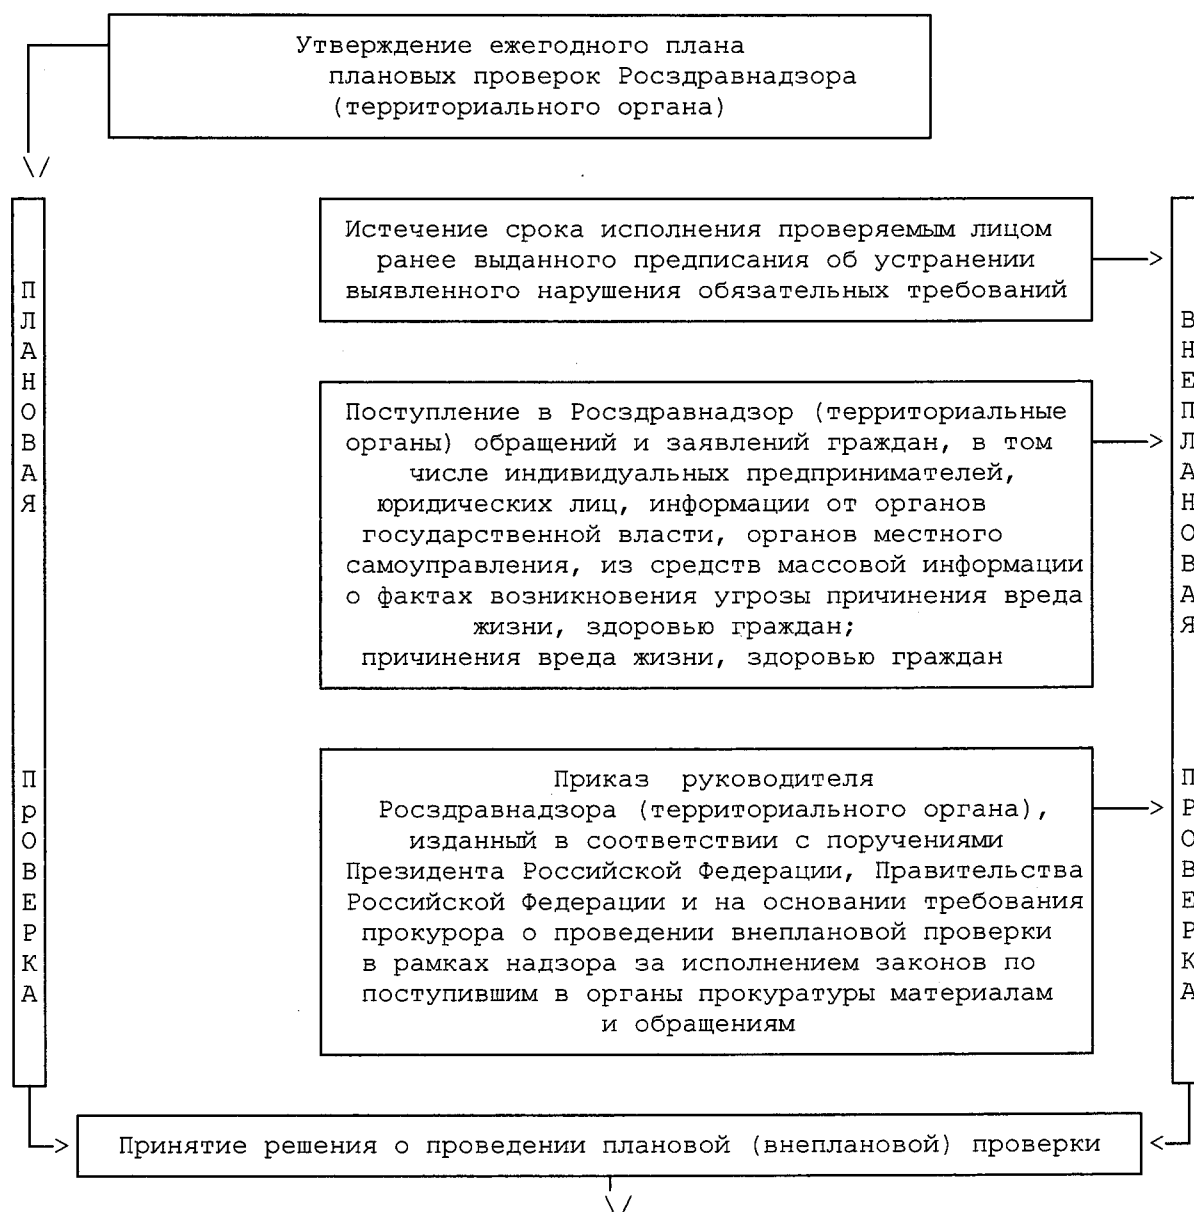 Утверждение ежегодного плана
плановых проверок Росздравнадзора
(территориального органа)
ПЛАНОВАЯ ПРОВЕРКА
Истечение срока исполнения проверяемым лицом
ранее выданного предписания об устранении
выявленного нарушения обязательных требований
Поступление в Росздравнадзор (территориальные
органы) обращений и заявлений граждан, в том
числе индивидуальных предпринимателей,
юридических лиц, информации от органов
государственной власти, органов местного
самоуправления, из средств массовой информации
о фактах возникновения угрозы причинения вреда
жизни, здоровью граждан;
причинения вреда жизни, здоровью граждан
Приказ руководителя
Росздравнадзора (территориального органа),
изданный в соответствии с поручениями
Президента Российской Федерации, Правительства
Российской Федерации и на основании требования
прокурора о проведении внеплановой проверки
в рамках надзора за исполнением законов по
поступившим в органы прокуратуры материалам
и обращениям
ВНЕПЛАНОВАЯ ПРОВЕРКА
Принятие решения о проведении плановой (внеплановой) проверки